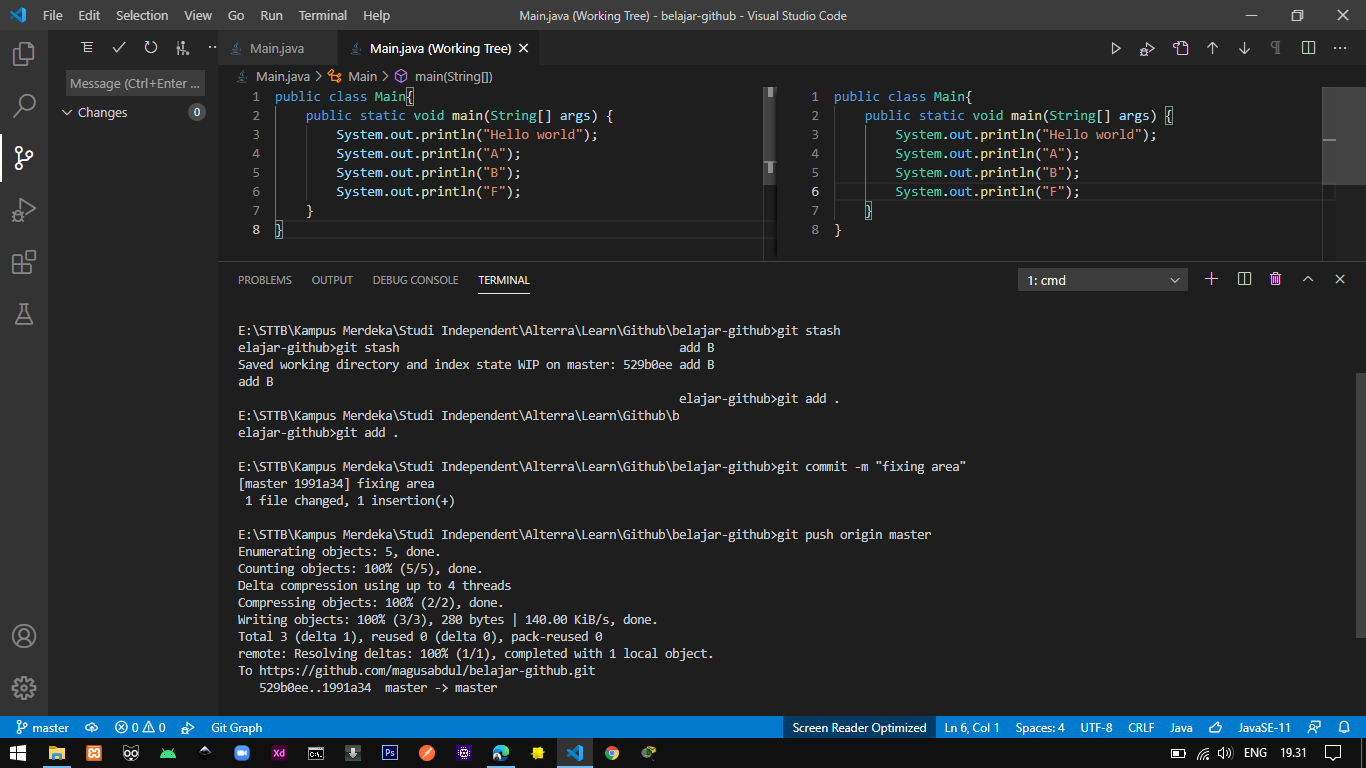 File Edit Selection View Go Run Terminal Help Main.java (Working Tree) - belajar-github - Visual Studio Code
Main.java Main.java (Working Tree)
Message (Ctrl+Enter ...
Changes 0
Main.java > Main > main(String[])
1 public class Main{
2 public static void main(String[] args) {
3 System.out.println("Hello world");
4 System.out.println("A");
5 System.out.println("B");
6 System.out.println("F");
7 }
8 }
1 public class Main{
2 public static void main(String[] args) {
3 System.out.println("Hello world");
4 System.out.println("A");
5 System.out.println("B");
6 System.out.println("F");
7 }
8 }
PROBLEMS OUTPUT DEBUG CONSOLE TERMINAL 1: cmd
E:\STTB\Kampus Merdeka\Studi Independent\Alterra\Learn\Github\belajar-github>git stash
elajar-github>git stash add B
Saved working directory and index state WIP on master: 529b0ee add B
add B
elajar-github>git add .
E:\STTB\Kampus Merdeka\Studi Independent\Alterra\Learn\Github\b
elajar-github>git add .
E:\STTB\Kampus Merdeka\Studi Independent\Alterra\Learn\Github\belajar-github>git commit -m "fixing area"
[master 1991a34] fixing area
1 file changed, 1 insertion(+)
E:\STTB\Kampus Merdeka\Studi Independent\Alterra\Learn\Github\belajar-github>git push origin master
Enumerating objects: 5, done.
Counting objects: 100% (5/5), done.
Delta compression using up to 4 threads
Compressing objects: 100% (2/2), done.
Writing objects: 100% (3/3), 280 bytes | 140.00 KiB/s, done.
Total 3 (delta 1), reused 0 (delta 0), pack-reused 0
remote: Resolving deltas: 100% (1/1), completed with 1 local object.
To https://github.com/magusabdul/belajar-github.git
529b0ee..1991a34 master -> master
master 0 0 Git Graph Screen Reader Optimized Ln 6, Col 1 Spaces: 4 UTF-8 CRLF Java JavaSE-11
Xd Ps ENG 19.31